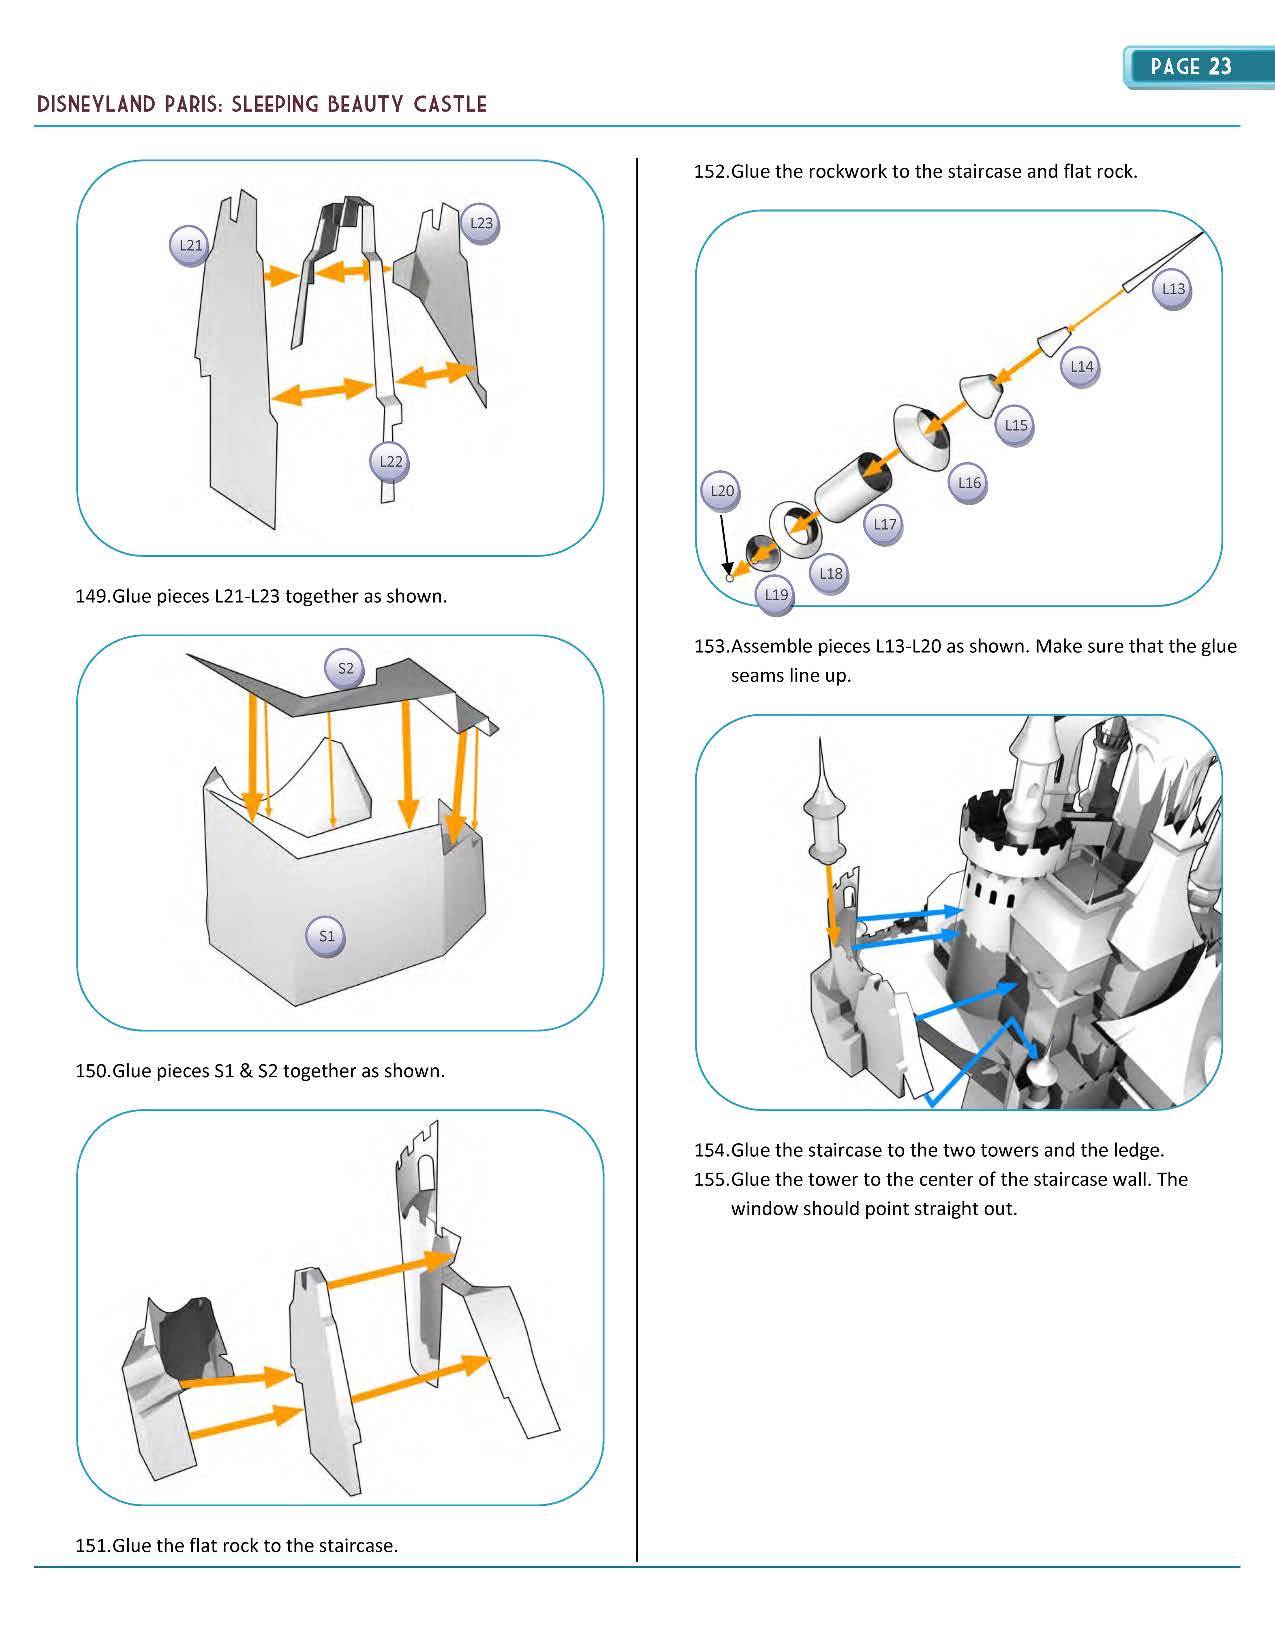 PAGE 23
DISNEYLAND PARIS: SLEEPING BEAUTY CASTLE
L21
L23
L22
149.Glue pieces L21-L23 together as shown.
S2
S1
150.Glue pieces S1 & S2 together as shown.
151.Glue the flat rock to the staircase.
152.Glue the rockwork to the staircase and flat rock.
L13
L14
L15
L16
L20
L17
L18
L19
153.Assemble pieces L13-L20 as shown. Make sure that the glue
seams line up.
154.Glue the staircase to the two towers and the ledge.
155.Glue the tower to the center of the staircase wall. The
window should point straight out.